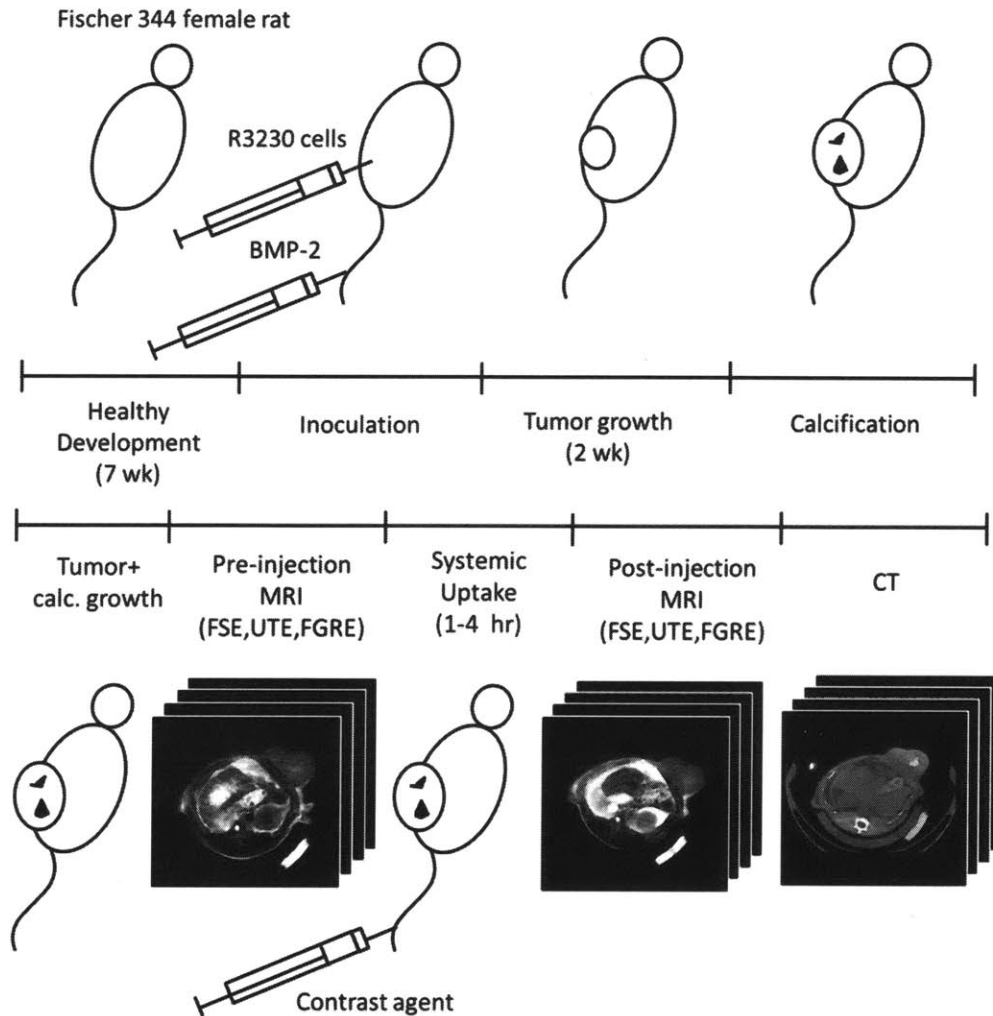 Fischer 344 female rat
R3230 cells
BMP-2
Healthy
Development
(7 wk)
Inoculation
Tumor growth
(2 wk)
Calcification
Tumor+
calc. growth
Pre-injection
MRI
(FSE,UTE,FGRE)
Systemic
Uptake
(1-4 hr)
Post-injection
MRI
(FSE,UTE,FGRE)
CT
Contrast agent